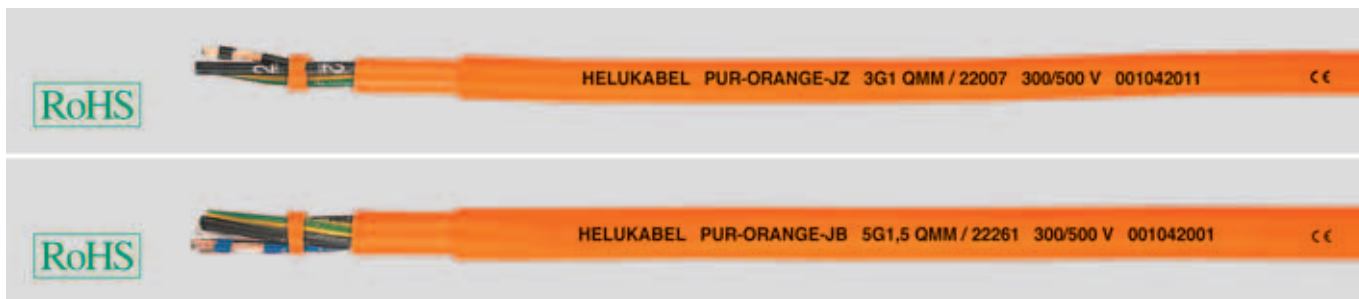 HELUKABEL PUR-ORANGE-JZ 3G1 QMM / 22007 300/500 V 001042011 CE
RoHS
HELUKABEL PUR-ORANGE-JB 5G1,5 QMM / 22261 300/500 V 001042001 CE
RoHS